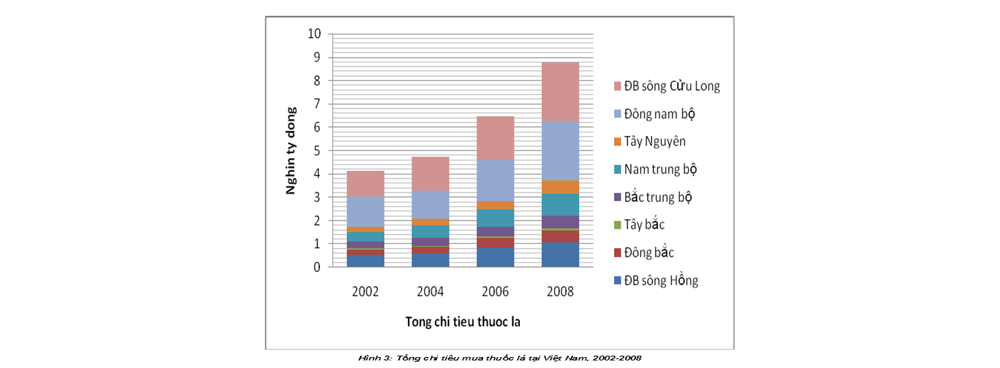 10
9
8
7
6
5
4
3
2
1
0
Nghin ty dong
2002 2004 2006 2008
Tong chi tieu thuoc la
ĐB sông Cửu Long
Đông nam bộ
Tây Nguyên
Nam trung bộ
Bắc trung bộ
Tây bắc
Đông bắc
ĐB sông Hồng
Hình 3: Tổng chi tiêu mua thuốc lá tại Việt Nam, 2002-2008